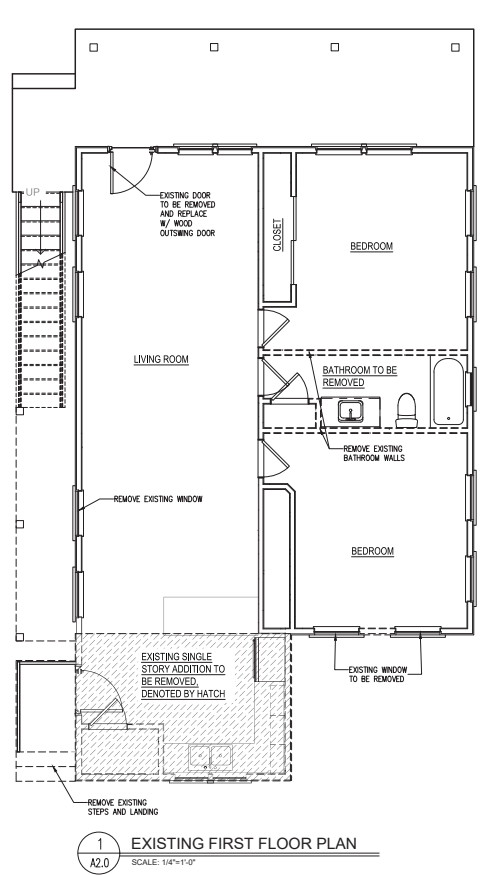 UP
EXISTING DOOR
TO BE REMOVED
AND REPLACE
W/ WOOD
OUTSWING DOOR
CLOSET
BEDROOM
LIVING ROOM
BATHROOM TO BE
REMOVED
REMOVE EXISTING
BATHROOM WALLS
REMOVE EXISTING WINDOW
BEDROOM
EXISTING SINGLE
STORY ADDITION TO
BE REMOVED,
DENOTED BY HATCH
EXISTING WINDOW
TO BE REMOVED
REMOVE EXISTING
STEPS AND LANDING
1
A2.0
EXISTING FIRST FLOOR PLAN
SCALE: 1/4"=1'-0"